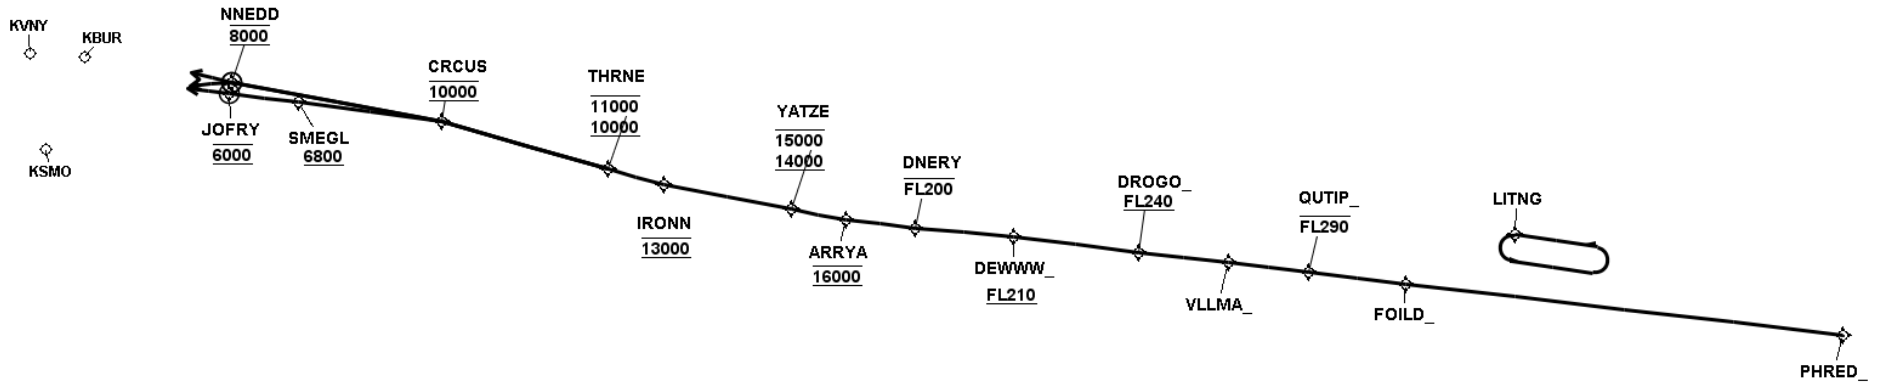 KVNY
KBUR
KSMO
NNEDD
8000
JOFRY
6000
SMEGL
6800
CRCUS
10000
THRNE
11000
10000
IRONN
13000
YATZE
15000
14000
ARRYA
16000
DNERY
FL200
DEWWW_
FL210
DROGO_
FL240
VLLMA_
QUTIP_
FL290
FOILD_
LITNG
PHRED_